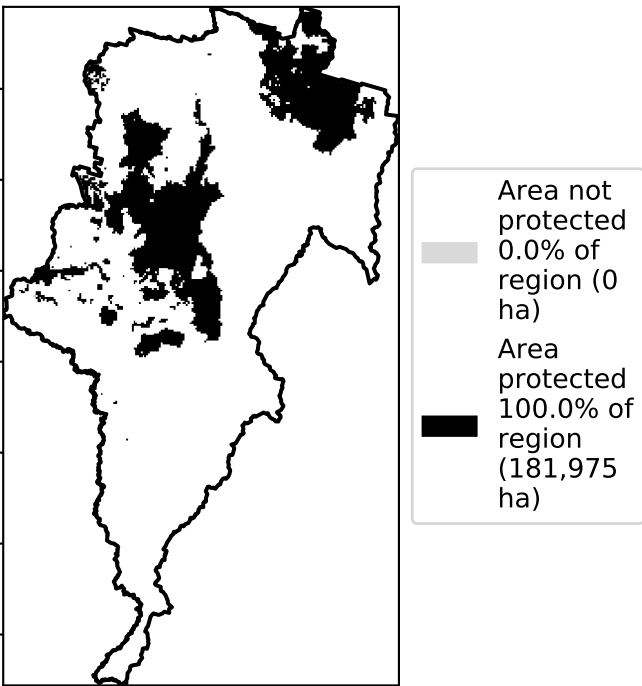 Area not
protected
0.0% of
region (0
ha)
Area
protected
100.0% of
region
(181,975
ha)